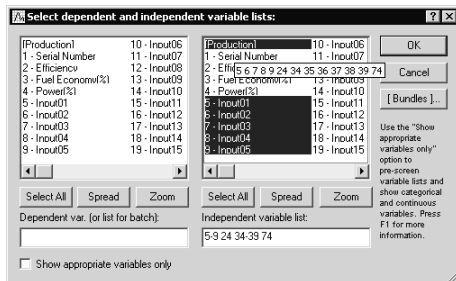 Select dependent and independent variable lists:
[Production] 10 - Input06
1 - Serial Number 11 - Input07
2 - Efficiency 12 - Input08
3 - Fuel Economy(%) 13 - Input09
4 - Power(%) 14 - Input10
5 - Input01 15 - Input11
6 - Input02 16 - Input12
7 - Input03 17 - Input13
8 - Input04 18 - Input14
9 - Input05 19 - Input15
Select All Spread Zoom
Dependent var. (or list for batch):
Show appropriate variables only
[Production] 10 - Input06
1 - Serial Number 11 - Input07
2 - Effi
5 6 7 8 9 24 34 35 36 37 38 39 74
3 - Fuel Economy(%) 13 - Input09
4 - Power(%) 14 - Input10
5 - Input01 15 - Input11
6 - Input02 16 - Input12
7 - Input03 17 - Input13
8 - Input04 18 - Input14
9 - Input05 19 - Input15
Select All Spread Zoom
Independent variable list:
5-9 24 34-39 74
OK
Cancel
[Bundles]...
Use the "Show
appropriate
variables only"
option to
pre-screen
variable lists and
show categorical
and continuous
variables. Press
F1 for more
information.